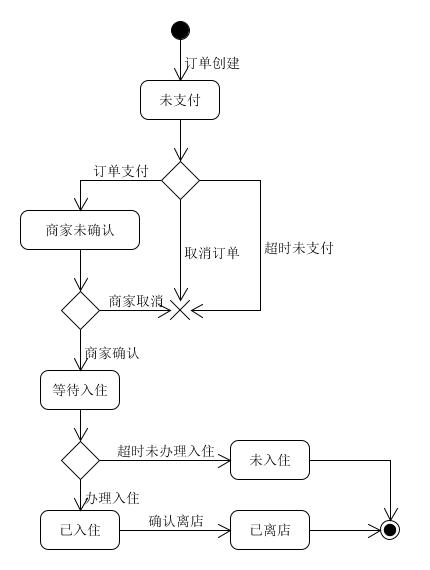 订单创建
未支付
订单支付
商家未确认
取消订单
超时未支付
商家取消
商家确认
等待入住
超时未办理入住
未入住
办理入住
已入住
确认离店
已离店